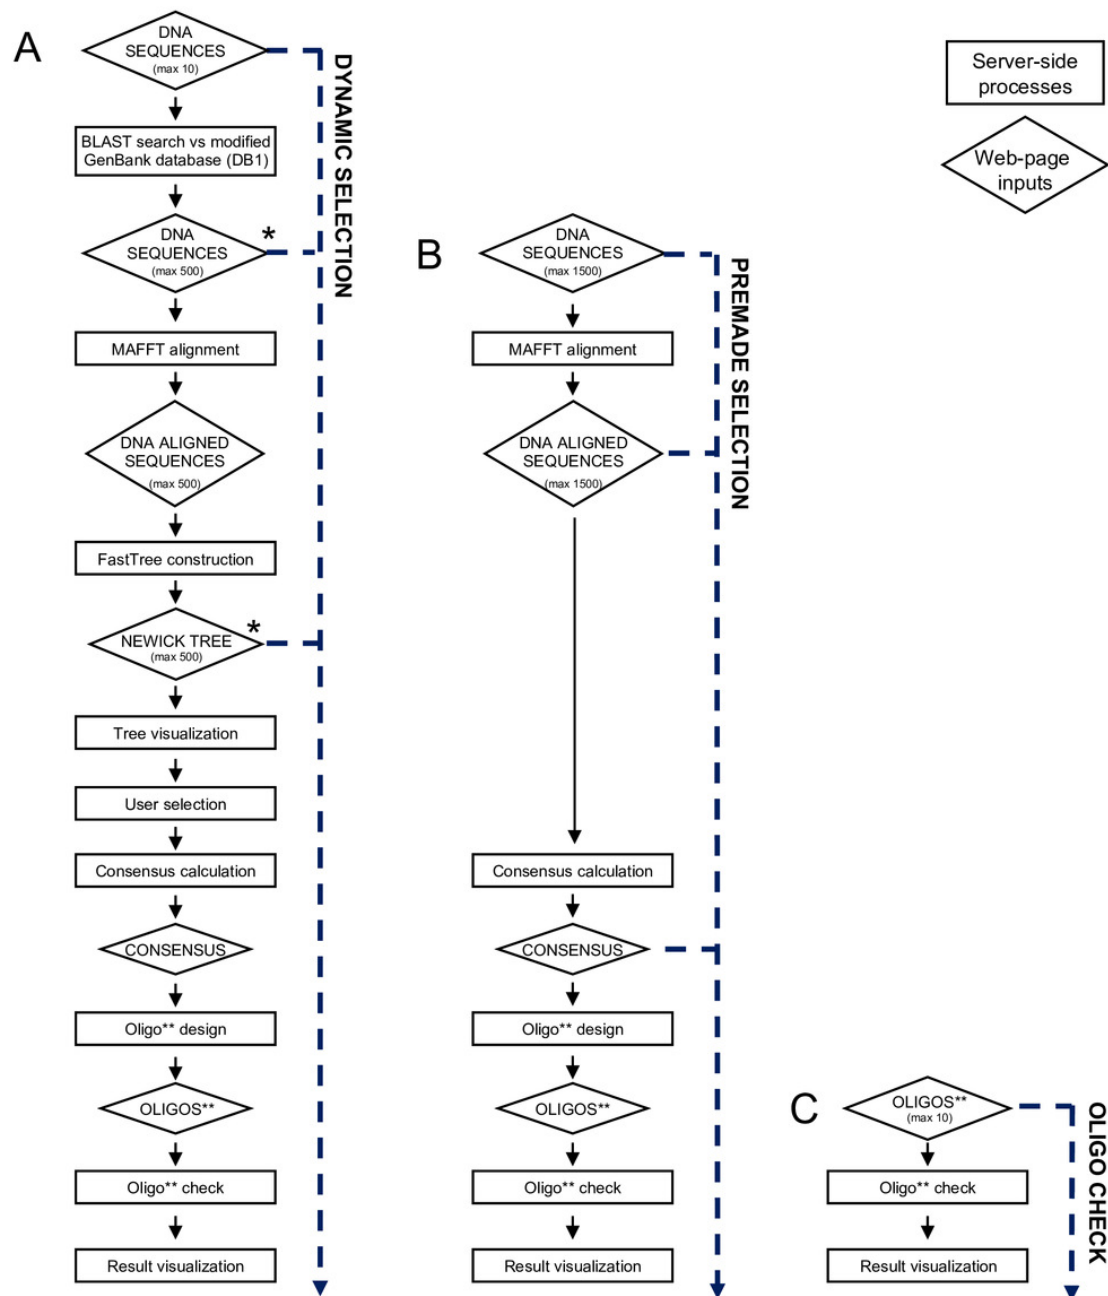 A
DNA
SEQUENCES
(max 10)
BLAST search vs modified
GenBank database (DB1)
DNA
SEQUENCES
(max 500)
*
MAFFT alignment
DNA ALIGNED
SEQUENCES
(max 500)
FastTree construction
NEWICK TREE
(max 500)
*
Tree visualization
User selection
Consensus calculation
CONSENSUS
Oligo** design
OLIGOS**
Oligo** check
Result visualization
DYNAMIC SELECTION
B
DNA
SEQUENCES
(max 1500)
MAFFT alignment
DNA ALIGNED
SEQUENCES
(max 1500)
Consensus calculation
CONSENSUS
Oligo** design
OLIGOS**
Oligo** check
Result visualization
PREMADE SELECTION
C
OLIGOS**
(max 10)
Oligo** check
Result visualization
OLIGO CHECK
Server-side
processes
Web-page
inputs